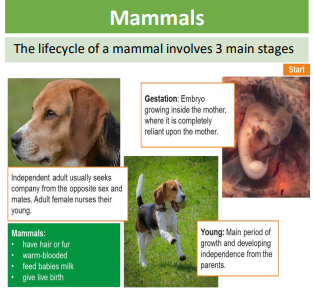 Mammals
The lifecycle of a mammal involves 3 main stages
Start
Gestation: Embryo
growing inside the mother,
where it is completely
reliant upon the mother.
Independent adult usually seeks
company from the opposite sex and
mates. Adult female nurses their
young.
Mammals:
• have hair or fur
• warm-blooded
• feed babies milk
• give live birth
Young: Main period of
growth and developing
independence from the
parents.